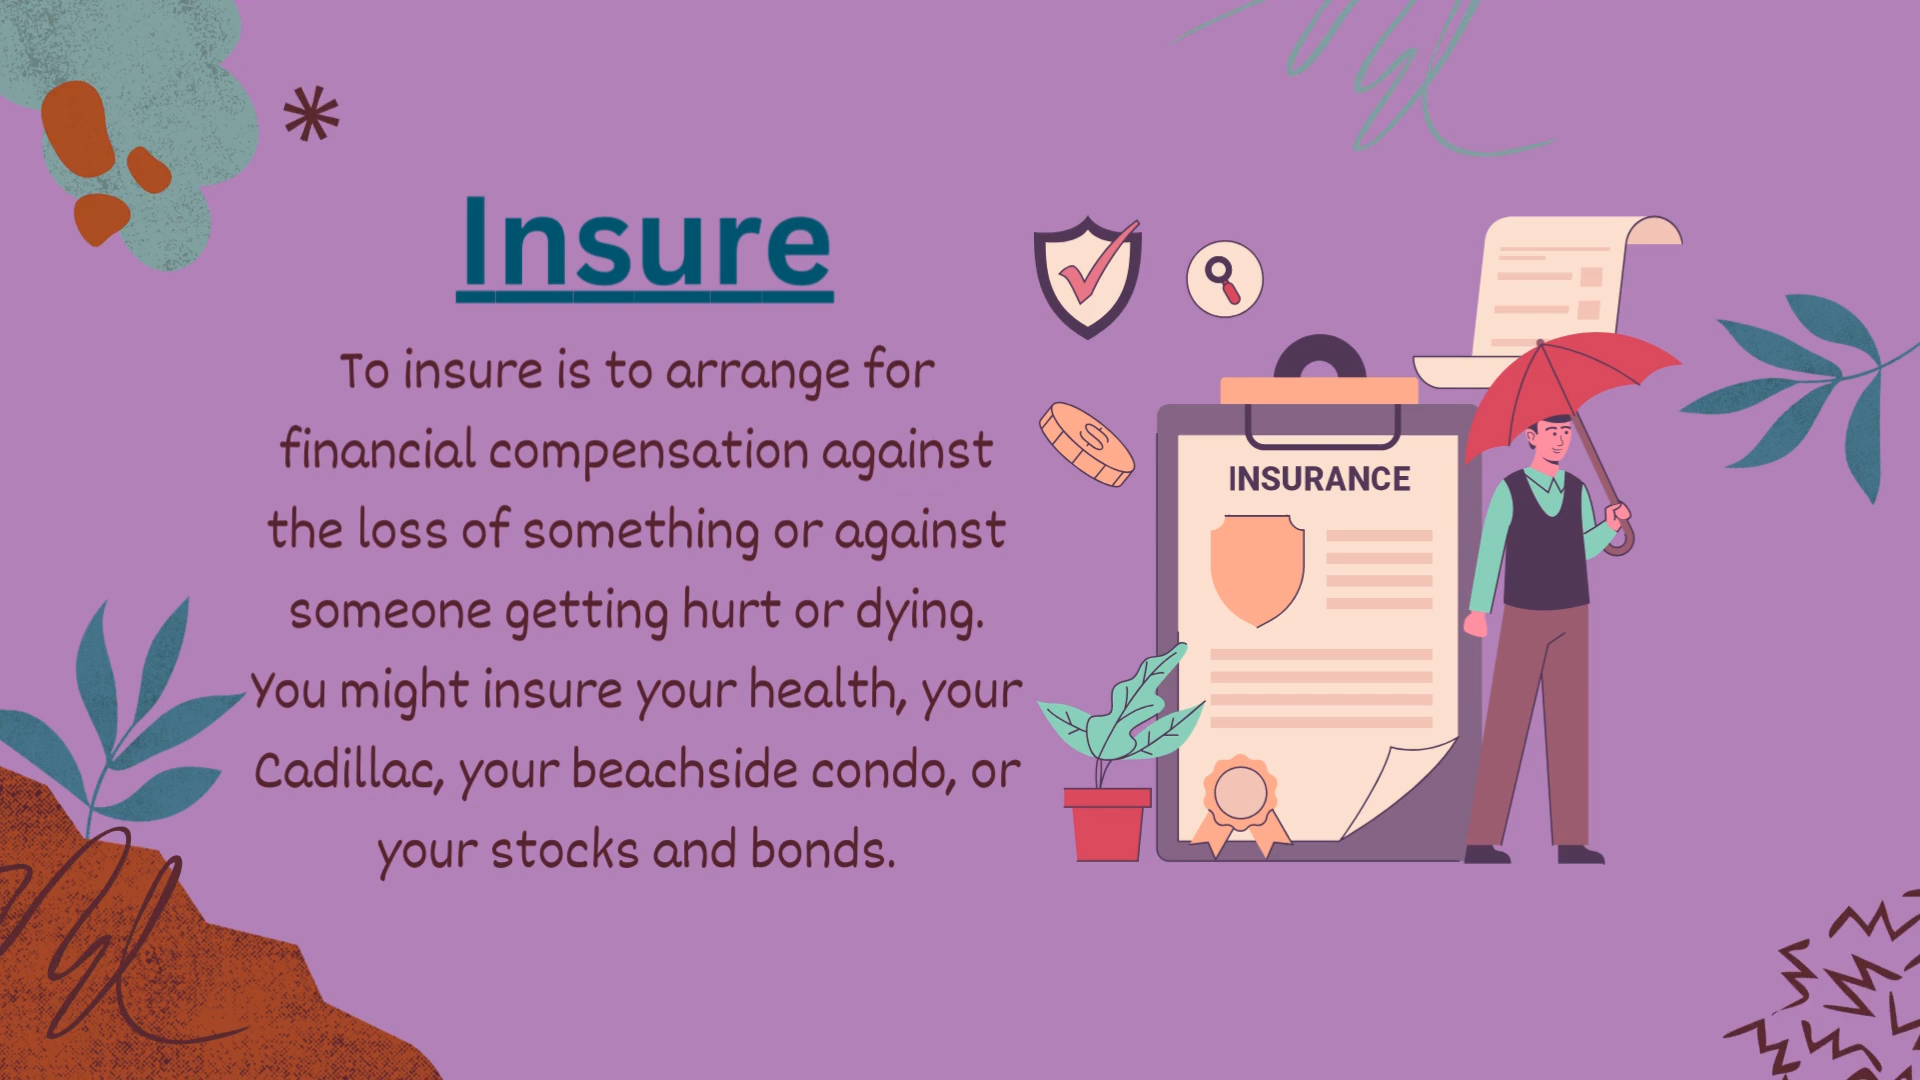 Insure
To insure is to arrange for
financial compensation against
the loss of something or against
someone getting hurt or dying.
You might insure your health, your
Cadillac, your beachside condo, or
your stocks and bonds.
INSURANCE
$